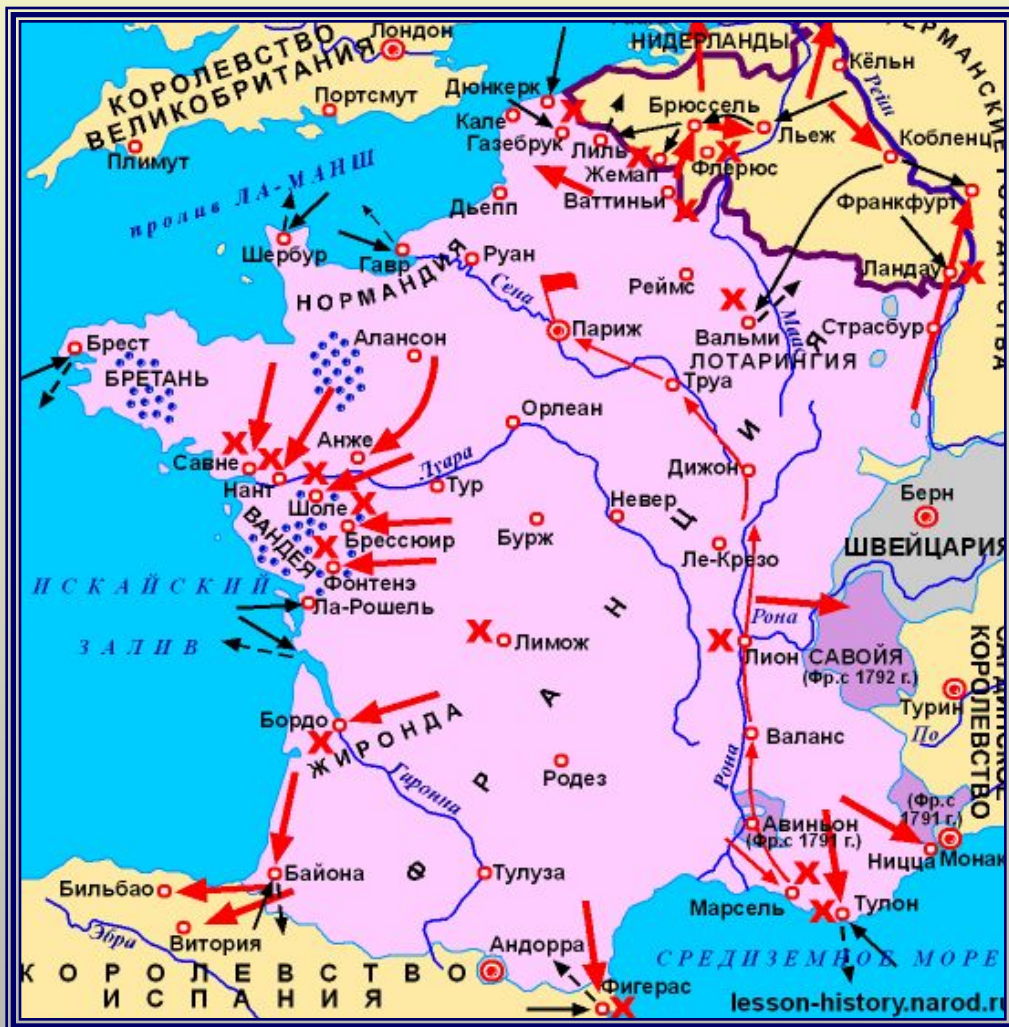 КОРОЛЕВСТВО
ВЕЛИКОБРИТАНИЯ
Лондон
Портсмут
Плимут
пролив ЛА-МАНШ
НИДЕРЛАНДЫ
Кёльн
Рейн
Дюнкерк
Кале
Газебрук
Лиль
Брюссель
Льеж
Кобленц
Жемап
Флерюс
Ваттиньи
Франкфурт
Дьепп
Шербур
Гавр
Руан
НОРМАНДИЯ
Сена
Реймс
Ландау
Париж
Вальми
Маас
Страсбур
ЛОТАРИНГИЯ
Брест
БРЕТАНЬ
Алансон
Труа
Орлеан
Савне
Нант
Анже
Луара
Тур
Дижон
Невер
Шоле
ВАНДЕЯ
Брессюир
Бурж
Ле-Крезо
Берн
ШВЕЙЦАРИЯ
Фонтенэ
Ла-Рошель
ИСКАЙСКИЙ
ЗАЛИВ
Лимож
Рона
Лион
САВОЙЯ
(Фр.с 1792 г.)
Турин
По
Бордо
ЖИРОНДА
Гаронна
Родез
Валанс
Рона
ФРАНЦИЯ
Авиньон
(Фр.с 1791 г.)
(Фр.с
1791 г.)
Ницца
Монак
КОРОЛЕВСТВО
Бильбао
Байона
Тулуза
Марсель
Тулон
Витория
Эбра
Андорра
СРЕДИЗЕМНОЕ МОРЕ
КОРОЛЕВСТВО
ИСПАНИЯ
Фигерас
lesson-history.narod.ru